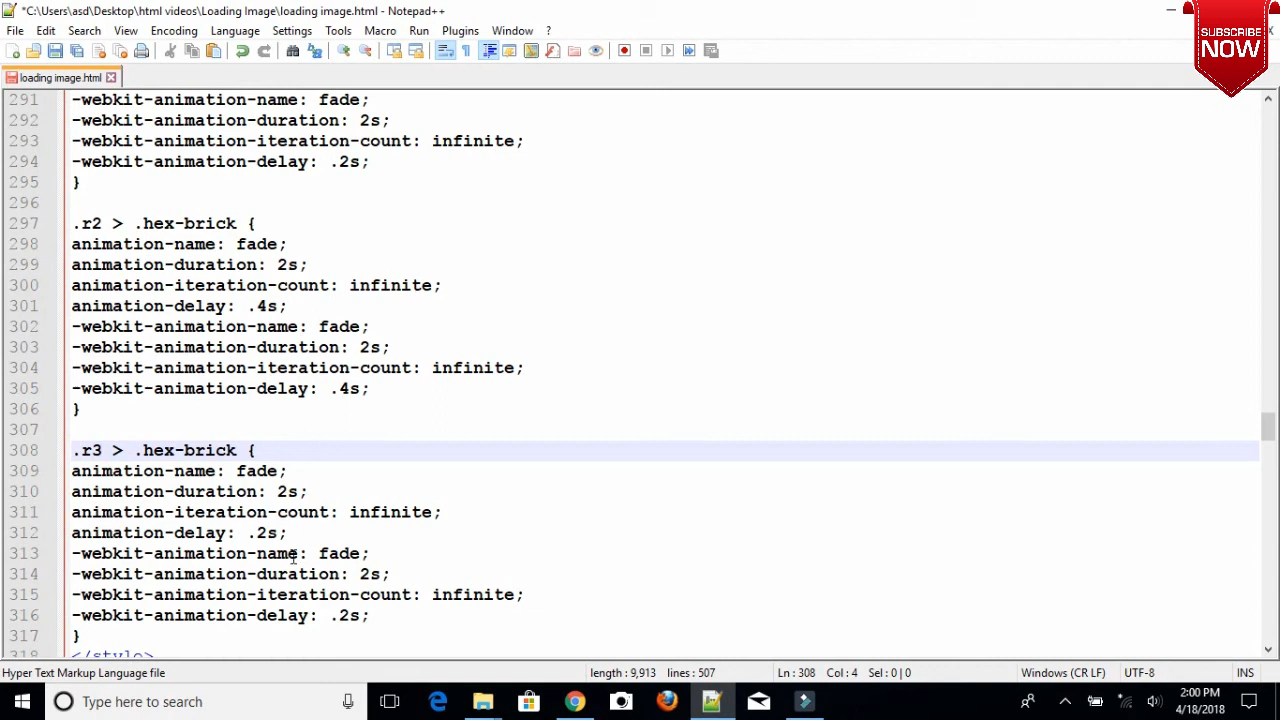 *C:\Users\asd\Desktop\html videos\Loading Image\loading image.html - Notepad++
SUBSCRIBE
NOW
File Edit Search View Encoding Language Settings Tools Macro Run Plugins Window ?
loading image.html
291 -webkit-animation-name: fade;
292 -webkit-animation-duration: 2s;
293 -webkit-animation-iteration-count: infinite;
294 -webkit-animation-delay: .2s;
295 }
296
297 .r2 > .hex-brick {
298 animation-name: fade;
299 animation-duration: 2s;
300 animation-iteration-count: infinite;
301 animation-delay: .4s;
302 -webkit-animation-name: fade;
303 -webkit-animation-duration: 2s;
304 -webkit-animation-iteration-count: infinite;
305 -webkit-animation-delay: .4s;
306 }
307
308 .r3 > .hex-brick {
309 animation-name: fade;
310 animation-duration: 2s;
311 animation-iteration-count: infinite;
312 animation-delay: .2s;
313 -webkit-animation-name: fade;
314 -webkit-animation-duration: 2s;
315 -webkit-animation-iteration-count: infinite;
316 -webkit-animation-delay: .2s;
317 }
318 </style>
Hyper Text Markup Language file length : 9,913 lines : 507 Ln : 308 Col : 4 Sel : 0 | 0 Windows (CR LF) UTF-8 INS
Type here to search
2:00 PM
4/18/2018